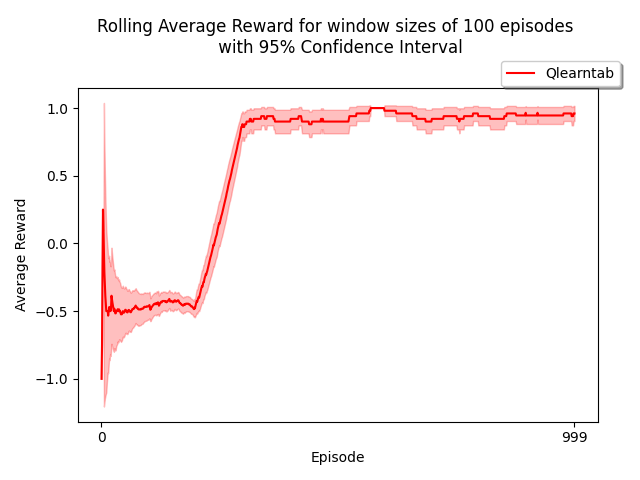 Rolling Average Reward for window sizes of 100 episodes
with 95% Confidence Interval
Qlearntab
1.0
0.5
0.0
−0.5
−1.0
Average Reward
0
999
Episode